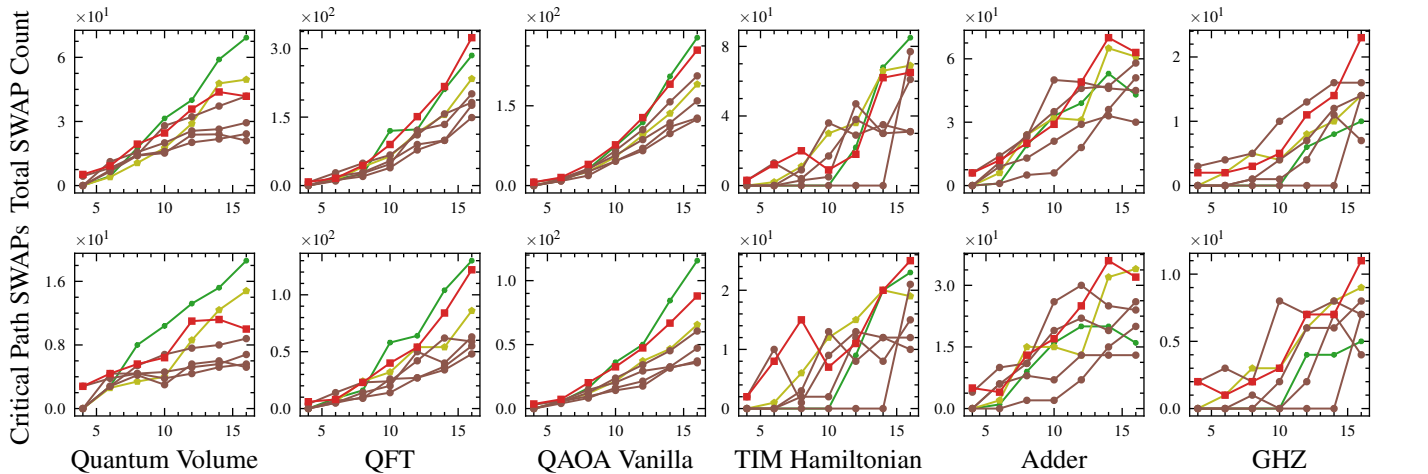 ×10¹ ×10² ×10² ×10¹ ×10¹ ×10¹
Total SWAP Count
6 3 0 5 10 15
3.0 1.5 0.0 5 10 15
1.5 0.0 5 10 15
8 4 0 5 10 15
6 3 0 5 10 15
2 1 0 5 10 15
×10¹ ×10² ×10² ×10¹ ×10¹ ×10¹
Critical Path SWAPs
1.6 0.8 0.0 5 10 15
1.0 0.5 0.0 5 10 15
1.0 0.5 0.0 5 10 15
2 1 0 5 10 15
3.0 1.5 0.0 5 10 15
1.0 0.5 0.0 5 10 15
Quantum Volume QFT QAOA Vanilla TIM Hamiltonian Adder GHZ